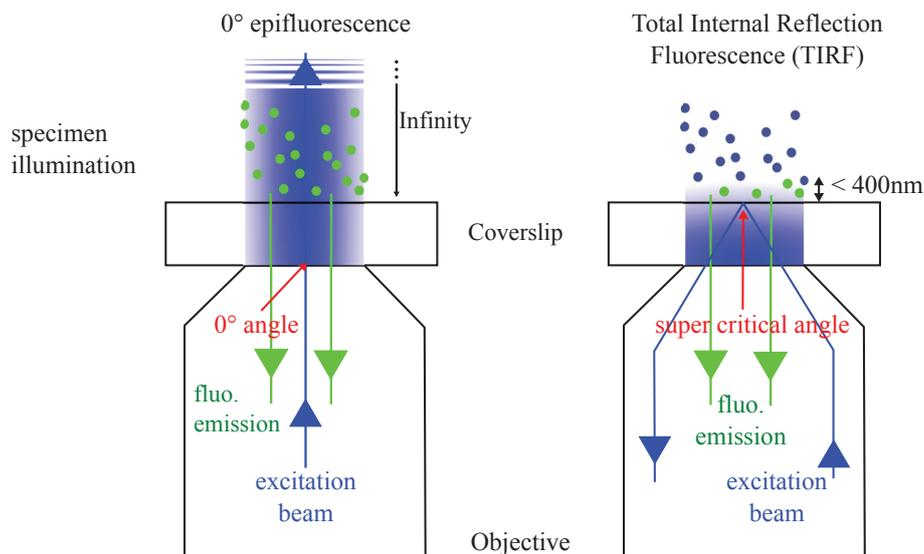 0° epifluorescence
Total Internal Reflection
Fluorescence (TIRF)
specimen
illumination
Infinity
< 400nm
Coverslip
0° angle
super critical angle
fluo.
emission
fluo.
emission
excitation
beam
excitation
beam
Objective